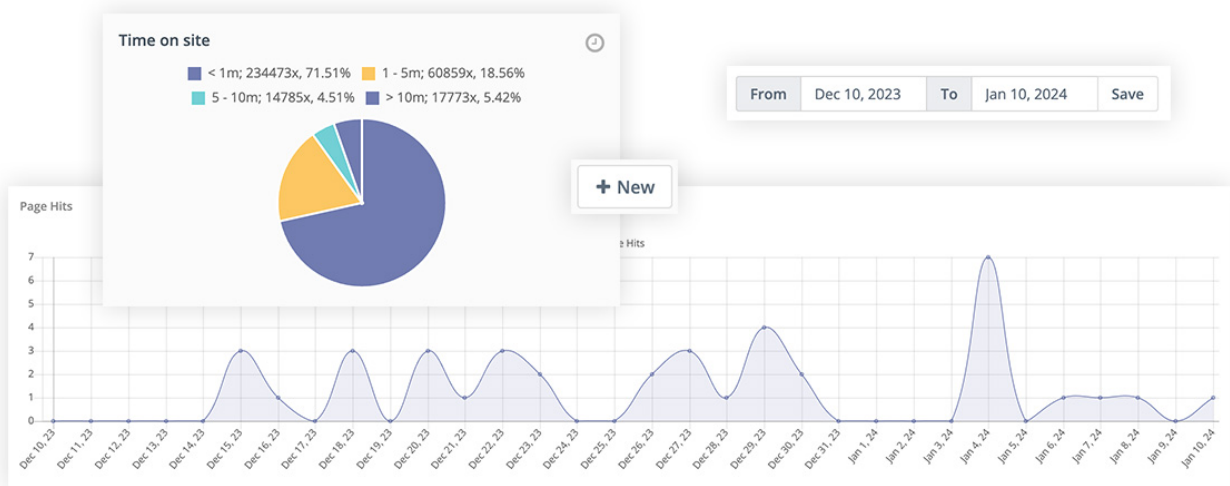 Time on site
< 1m; 234473x, 71.51% 1 - 5m; 60859x, 18.56%
5 - 10m; 14785x, 4.51% > 10m; 17773x, 5.42%
From Dec 10, 2023 To Jan 10, 2024 Save
+ New
Page Hits
e Hits
7
6
5
4
3
2
1
0
Dec 10, 23
Dec 11, 23
Dec 12, 23
Dec 13, 23
Dec 14, 23
Dec 15, 23
Dec 16, 23
Dec 17, 23
Dec 18, 23
Dec 19, 23
Dec 20, 23
Dec 21, 23
Dec 22, 23
Dec 23, 23
Dec 24, 23
Dec 25, 23
Dec 26, 23
Dec 27, 23
Dec 28, 23
Dec 29, 23
Dec 30, 23
Dec 31, 23
Jan 1, 24
Jan 2, 24
Jan 3, 24
Jan 4, 24
Jan 5, 24
Jan 6, 24
Jan 7, 24
Jan 8, 24
Jan 9, 24
Jan 10, 24